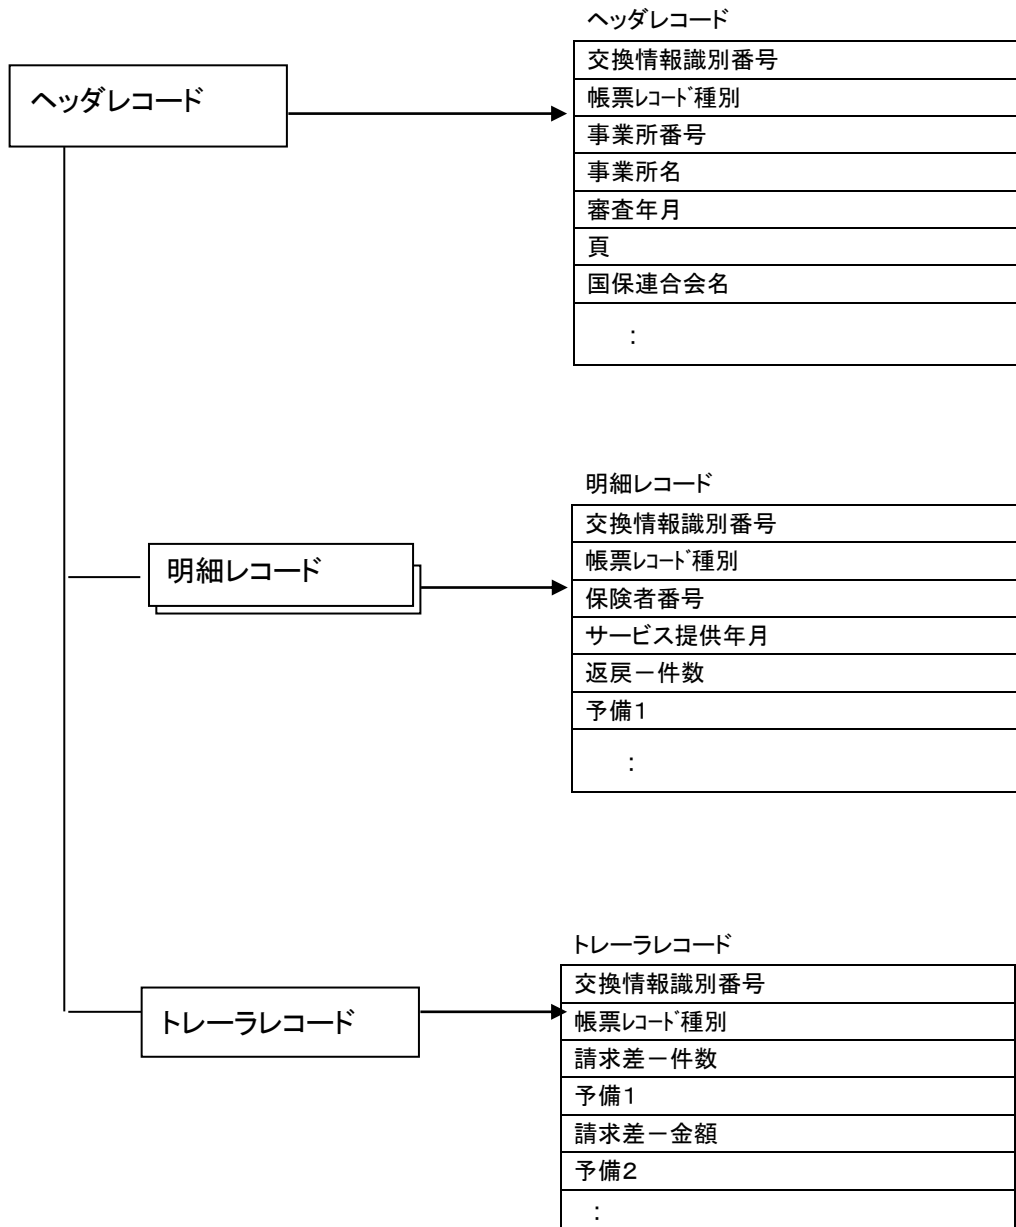 ヘッダレコード
ヘッダレコード
交換情報識別番号
帳票ﾚｺｰﾄﾞ種別
事業所番号
事業所名
審査年月
頁
国保連合会名
:
明細レコード
明細レコード
交換情報識別番号
帳票ﾚｺｰﾄﾞ種別
保険者番号
サービス提供年月
返戻－件数
予備1
:
トレーラレコード
トレーラレコード
交換情報識別番号
帳票ﾚｺｰﾄﾞ種別
請求差－件数
予備1
請求差－金額
予備2
: